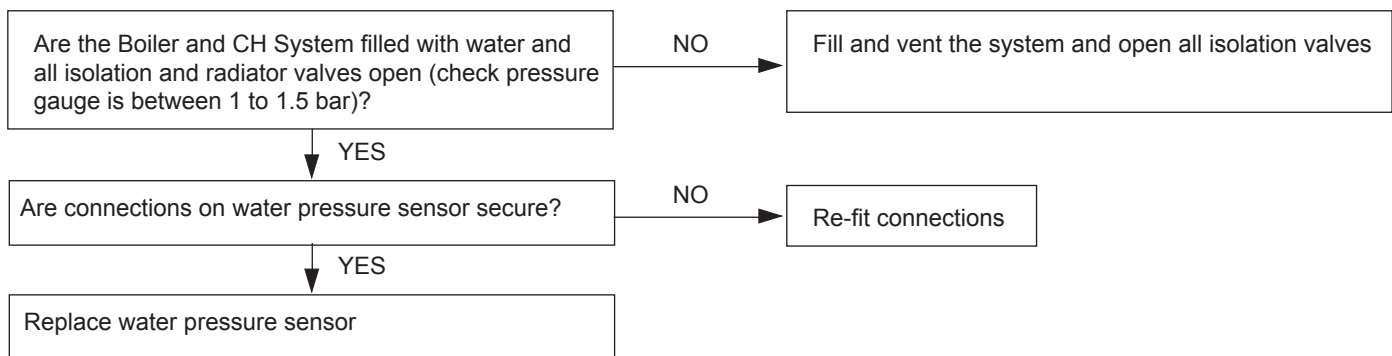 Are the Boiler and CH System filled with water and
all isolation and radiator valves open (check pressure
gauge is between 1 to 1.5 bar)?
NO
Fill and vent the system and open all isolation valves
YES
Are connections on water pressure sensor secure?
NO
Re-fit connections
YES
Replace water pressure sensor